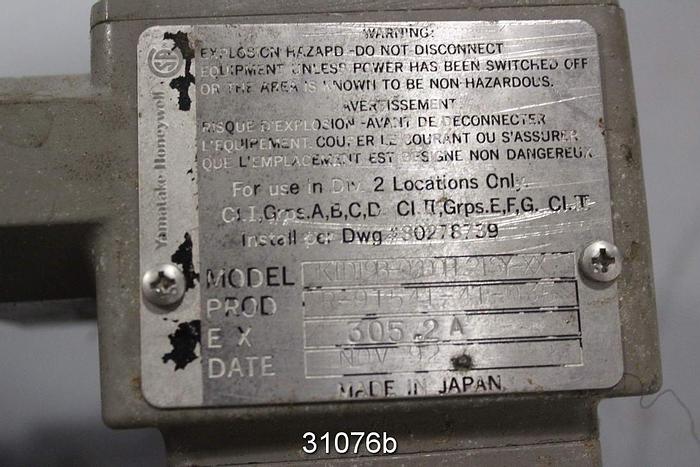 WARNING:
EXPLOSION HAZARD-DO NOT DISCONNECT
EQUIPMENT UNLESS POWER HAS BEEN SWITCHED OFF
OR THE AREA IS KNOWN TO BE NON-HAZARDOUS.
AVERTISSEMENT
RISQUE D'EXPLOSION-AVANT DE DECONNECTER
L'EQUIPEMENT. COUPER LE COURANT OU S'ASSURER
QUE L'EMPLACEMENT EST DESIGNE NON DANGEREUX
For use in Div. 2 Locations Only.
Cl.I,Grps.A,B,C,D Cl.II,Grps.E,F,G, Cl.
Install per Dwg #80278739
Yamatake-Honeywell
MODEL
PROD
EX 305.2A
DATE NOV 92
MADE IN JAPAN
31076b